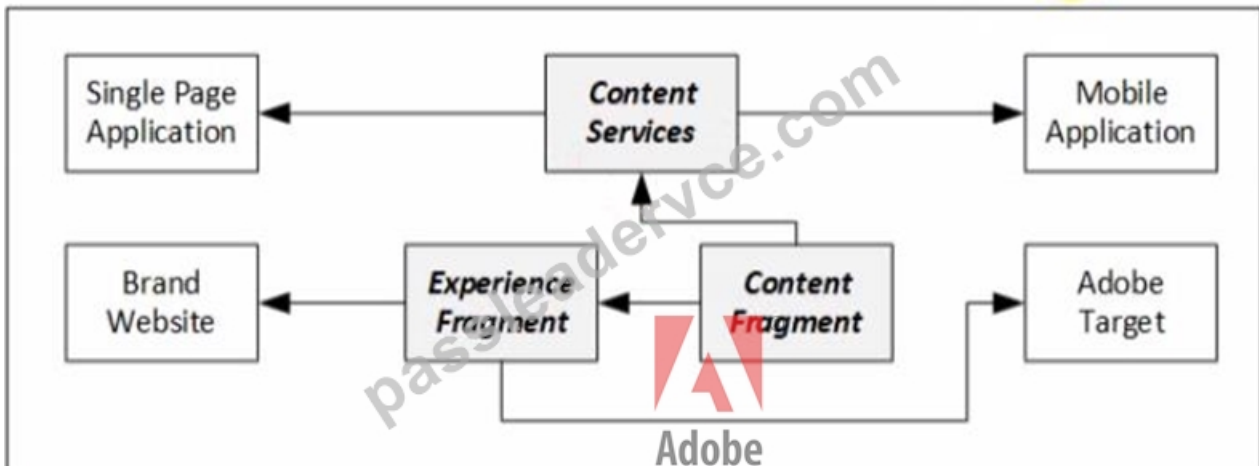 Single Page
Application
Content
Services
Mobile
Application
Brand
Website
Experience
Fragment
Content
Fragment
Adobe
Target
passleadervce.com
Adobe